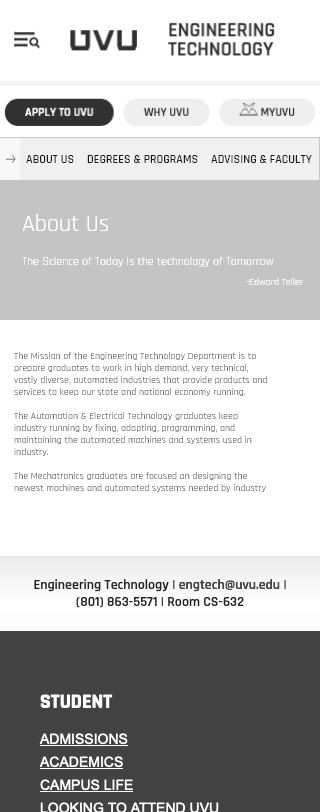 UVU
ENGINEERING
TECHNOLOGY
APPLY TO UVU
WHY UVU
MYUVU
ABOUT US
DEGREES & PROGRAMS
ADVISING & FACULTY
About Us
The Science of Today is the technology of Tomorrow
-Edward Teller
The Mission of the Engineering Technology Department is to
prepare graduates to work in high demand, very technical,
vastly diverse, automated industries that provide products and
services to keep our state and national economy running.
The Automation & Electrical Technology graduates keep
industry running by fixing, adapting, programming, and
maintaining the automated machines and systems used in
industry.
The Mechatronics graduates are focused on designing the
newest machines and automated systems needed by industry
Engineering Technology | engtech@uvu.edu |
(801) 863-5571 | Room CS-632
STUDENT
ADMISSIONS
ACADEMICS
CAMPUS LIFE
LOOKING TO ATTEND UVU